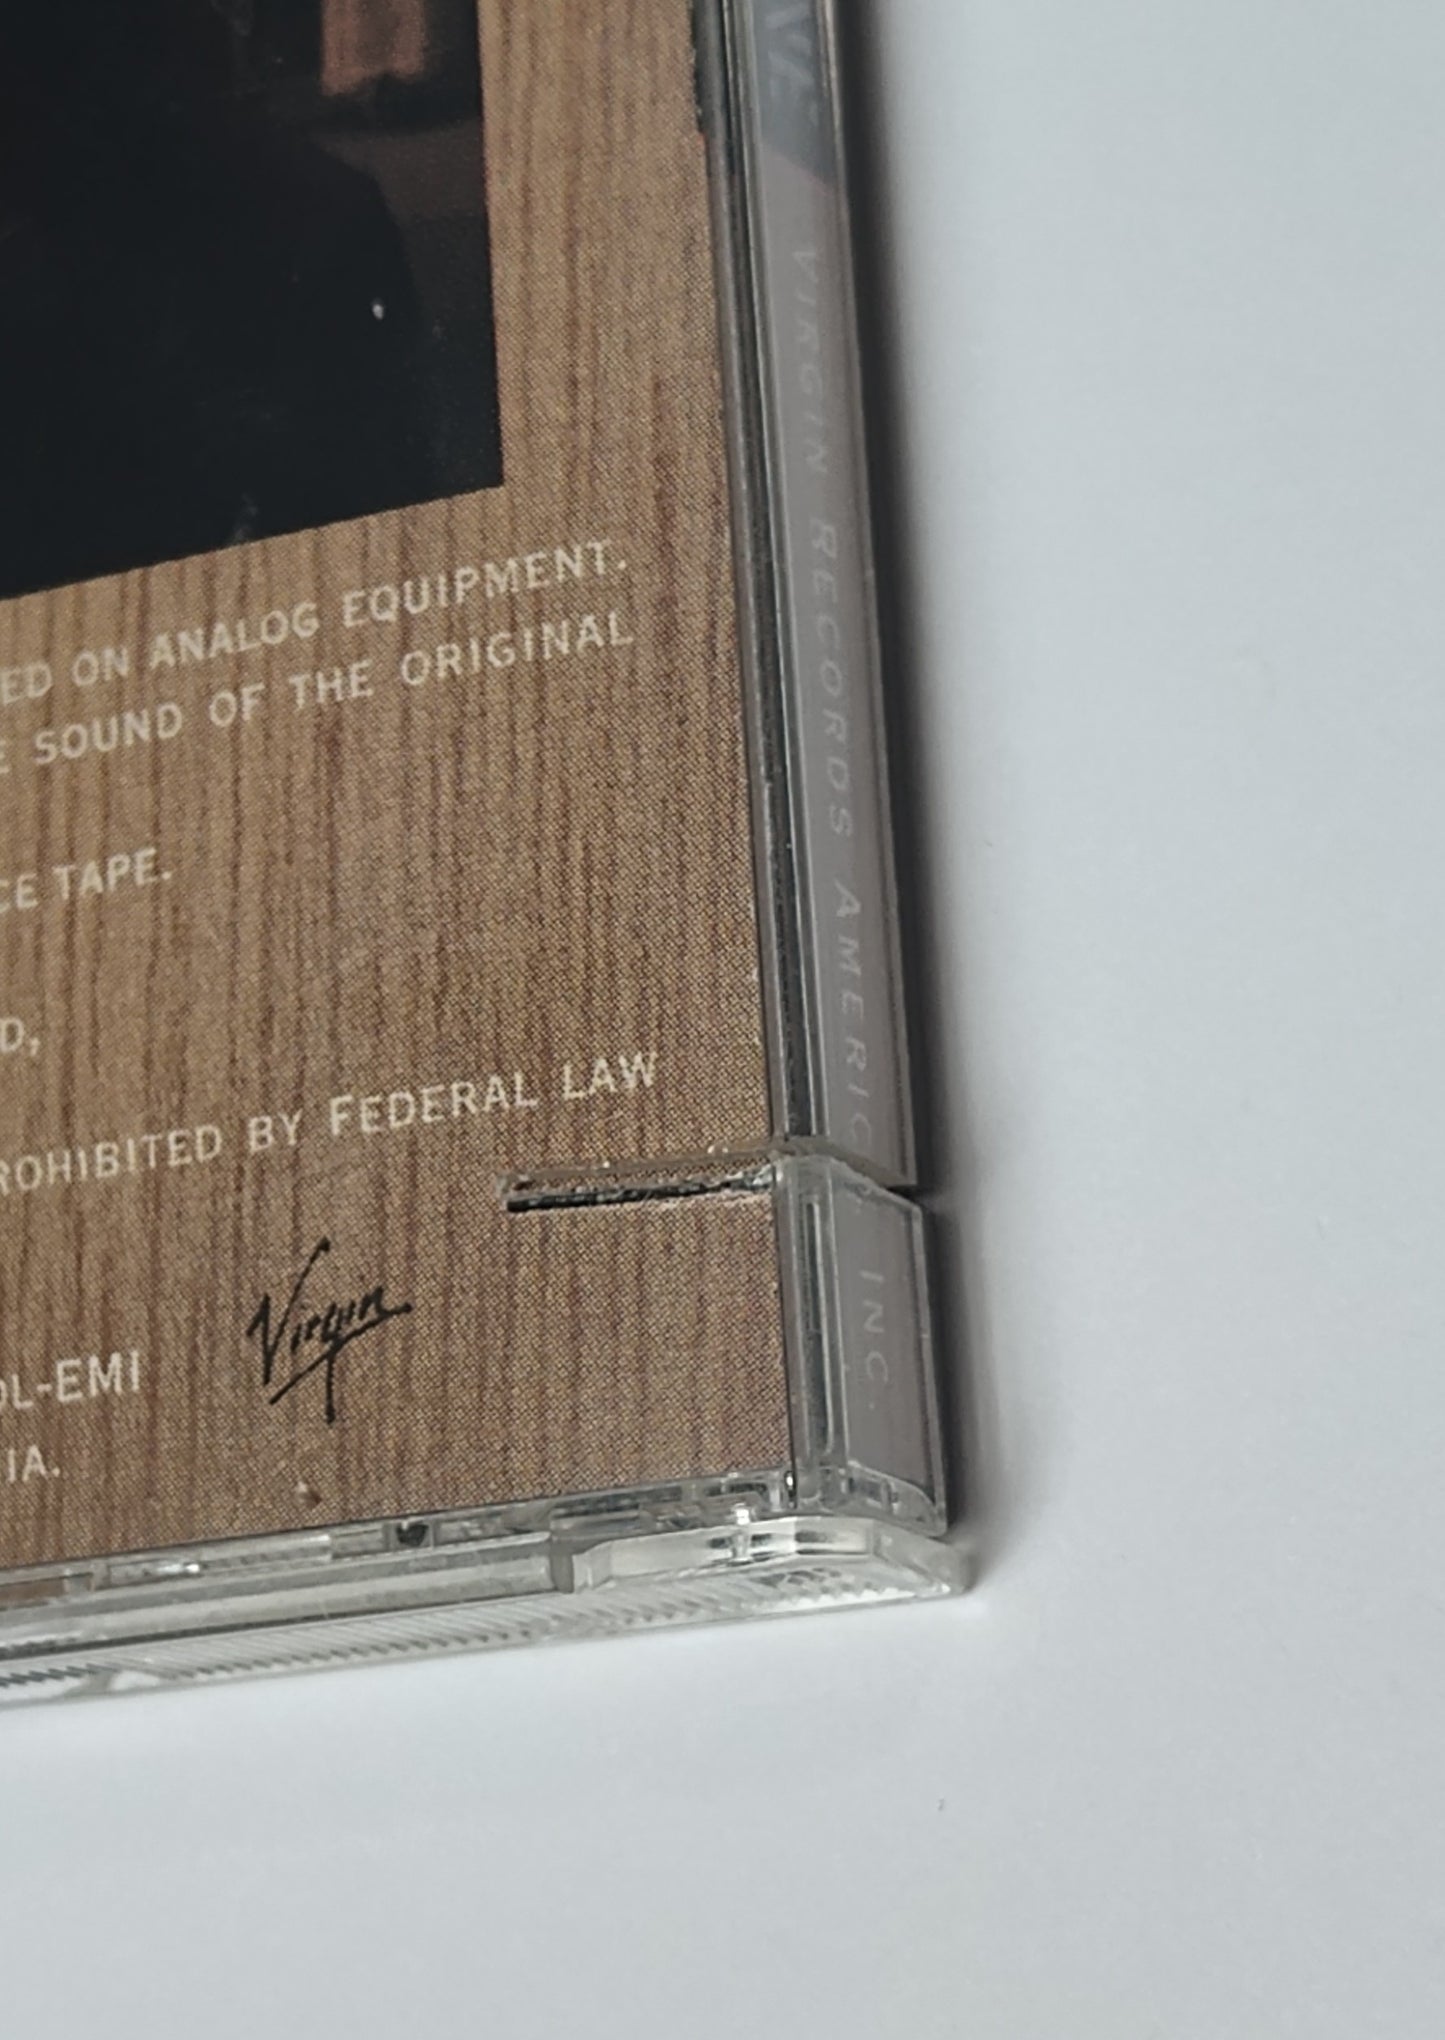 ED ON ANALOG EQUIPMENT.
E SOUND OF THE ORIGINAL
CE TAPE.
D,
ROHIBITED BY FEDERAL LAW
Virgin
OL-EMI
IA.
VIRGIN RECORDS AMERIC INC.